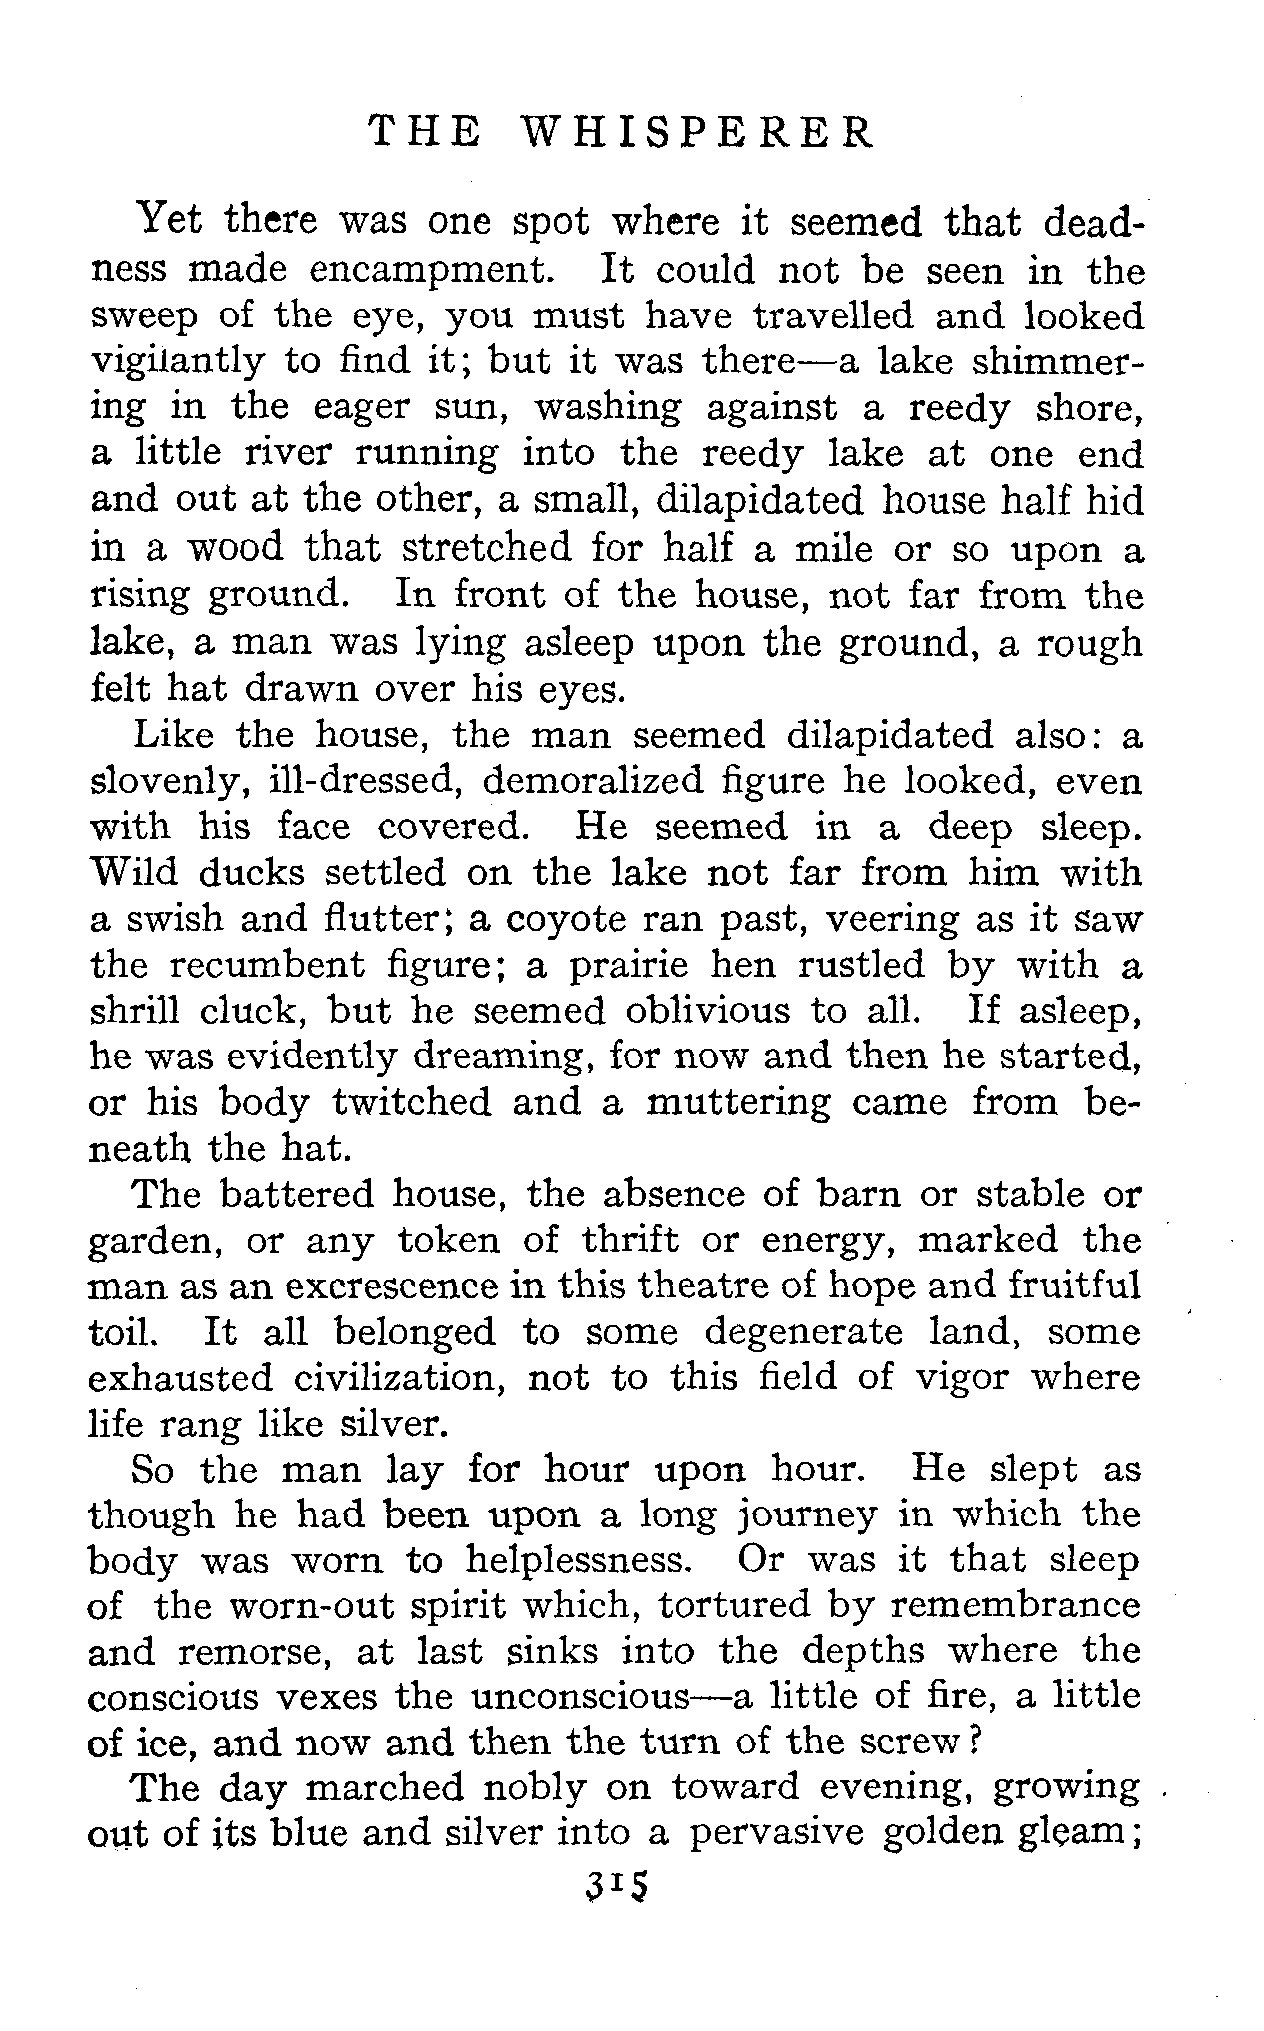 THE WHISPERER
Yet there was one spot where it seemed that dead-
ness made encampment. It could not be seen in the
sweep of the eye, you must have travelled and looked
vigilantly to find it; but it was there—a lake shimmer-
ing in the eager sun, washing against a reedy shore,
a little river running into the reedy lake at one end
and out at the other, a small, dilapidated house half hid
in a wood that stretched for half a mile or so upon a
rising ground. In front of the house, not far from the
lake, a man was lying asleep upon the ground, a rough
felt hat drawn over his eyes.
Like the house, the man seemed dilapidated also: a
slovenly, ill-dressed, demoralized figure he looked, even
with his face covered. He seemed in a deep sleep.
Wild ducks settled on the lake not far from him with
a swish and flutter; a coyote ran past, veering as it saw
the recumbent figure; a prairie hen rustled by with a
shrill cluck, but he seemed oblivious to all. If asleep,
he was evidently dreaming, for now and then he started,
or his body twitched and a muttering came from be-
neath the hat.
The battered house, the absence of barn or stable or
garden, or any token of thrift or energy, marked the
man as an excrescence in this theatre of hope and fruitful
toil. It all belonged to some degenerate land, some
exhausted civilization, not to this field of vigor where
life rang like silver.
So the man lay for hour upon hour. He slept as
though he had been upon a long journey in which the
body was worn to helplessness. Or was it that sleep
of the worn-out spirit which, tortured by remembrance
and remorse, at last sinks into the depths where the
conscious vexes the unconscious—a little of fire, a little
of ice, and now and then the turn of the screw?
The day marched nobly on toward evening, growing
out of its blue and silver into a pervasive golden gleam;
315